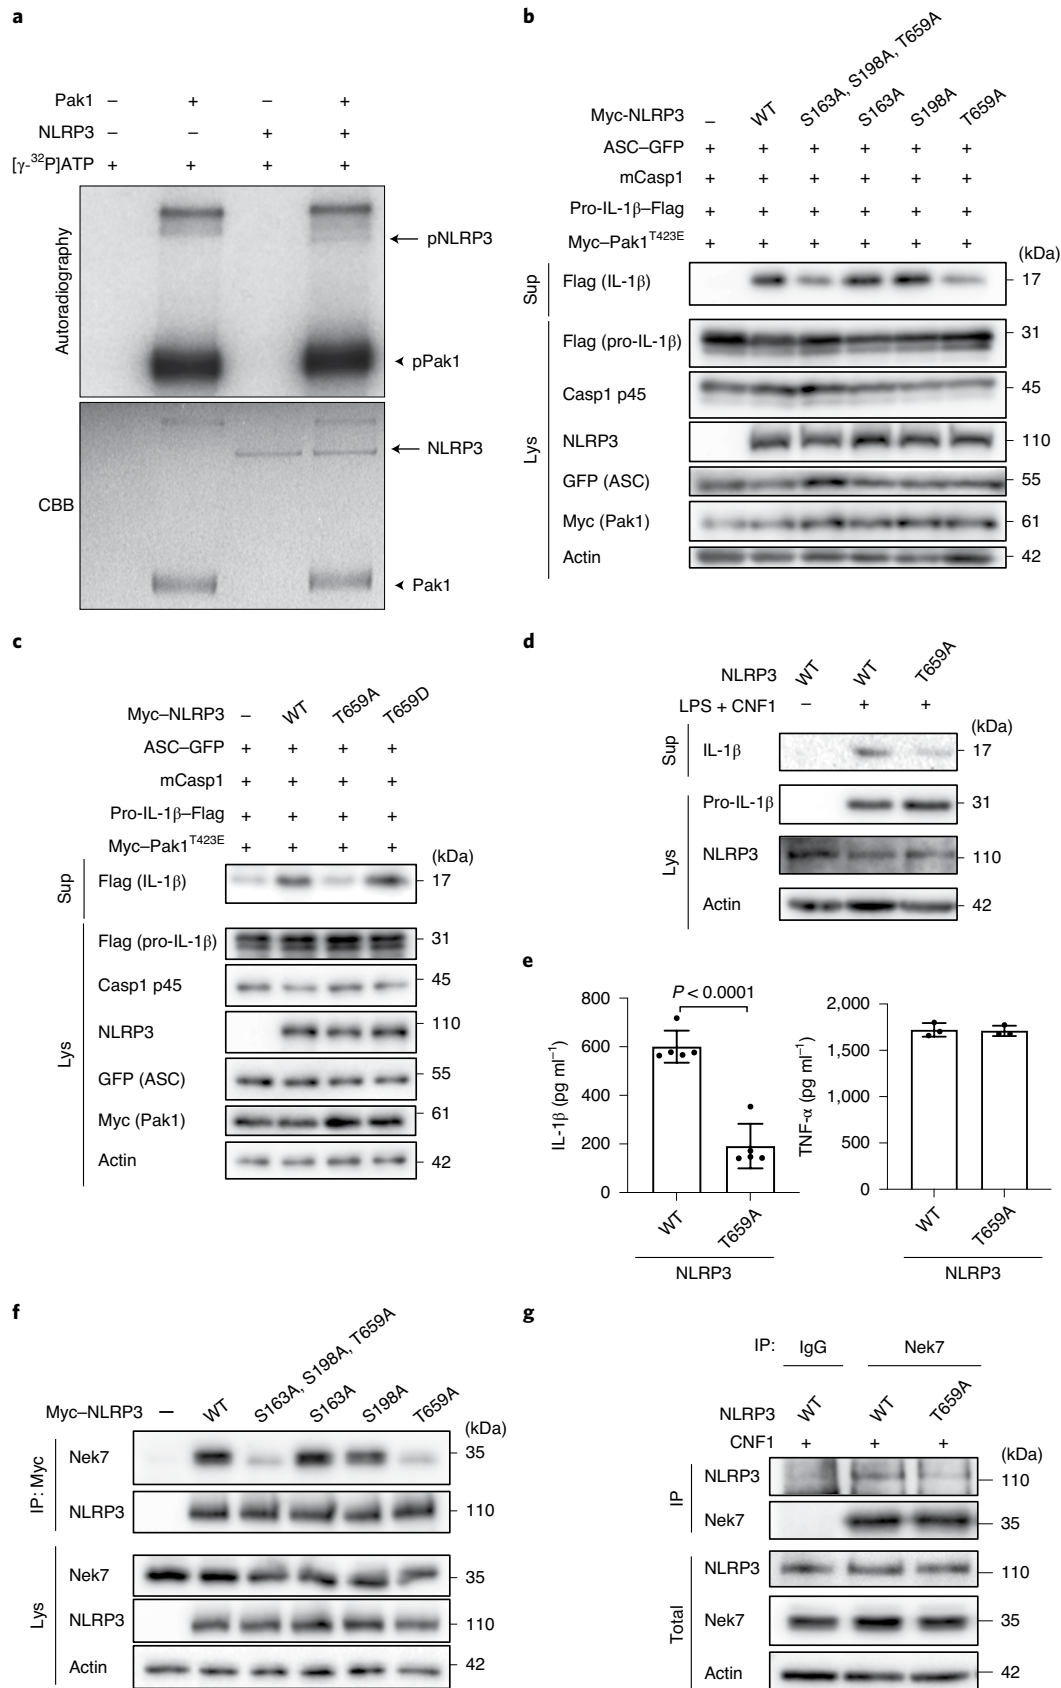 a
Pak1 – + – +
NLRP3 – – + +
[γ-³²P]ATP + + + +
Autoradiography
pNLRP3
pPak1
CBB
NLRP3
Pak1
b
Myc-NLRP3 – WT S163A, S198A, T659A S163A S198A T659A
ASC–GFP + + + + + +
mCasp1 + + + + + +
Pro-IL-1β–Flag + + + + + +
Myc–Pak1ᵀ⁴²³ᴱ + + + + + +
(kDa)
Sup
Flag (IL-1β) 17
Lys
Flag (pro-IL-1β) 31
Casp1 p45 45
NLRP3 110
GFP (ASC) 55
Myc (Pak1) 61
Actin 42
c
Myc–NLRP3 – WT T659A T659D
ASC–GFP + + + +
mCasp1 + + + +
Pro-IL-1β–Flag + + + +
Myc–Pak1ᵀ⁴²³ᴱ + + + +
(kDa)
Sup
Flag (IL-1β) 17
Lys
Flag (pro-IL-1β) 31
Casp1 p45 45
NLRP3 110
GFP (ASC) 55
Myc (Pak1) 61
Actin 42
d
NLRP3 WT WT T659A
LPS + CNF1 – + +
(kDa)
Sup
IL-1β 17
Lys
Pro-IL-1β 31
NLRP3 110
Actin 42
e
IL-1β (pg ml⁻¹)
800
600
400
200
0
P < 0.0001
WT T659A
NLRP3
TNF-α (pg ml⁻¹)
2,000
1,500
1,000
500
0
WT T659A
NLRP3
f
Myc–NLRP3 – WT S163A, S198A, T659A S163A S198A T659A
(kDa)
IP: Myc
Nek7 35
NLRP3 110
Lys
Nek7 35
NLRP3 110
Actin 42
g
IP: IgG Nek7
NLRP3 WT WT T659A
CNF1 + + +
(kDa)
IP
NLRP3 110
Nek7 35
Total
NLRP3 110
Nek7 35
Actin 42